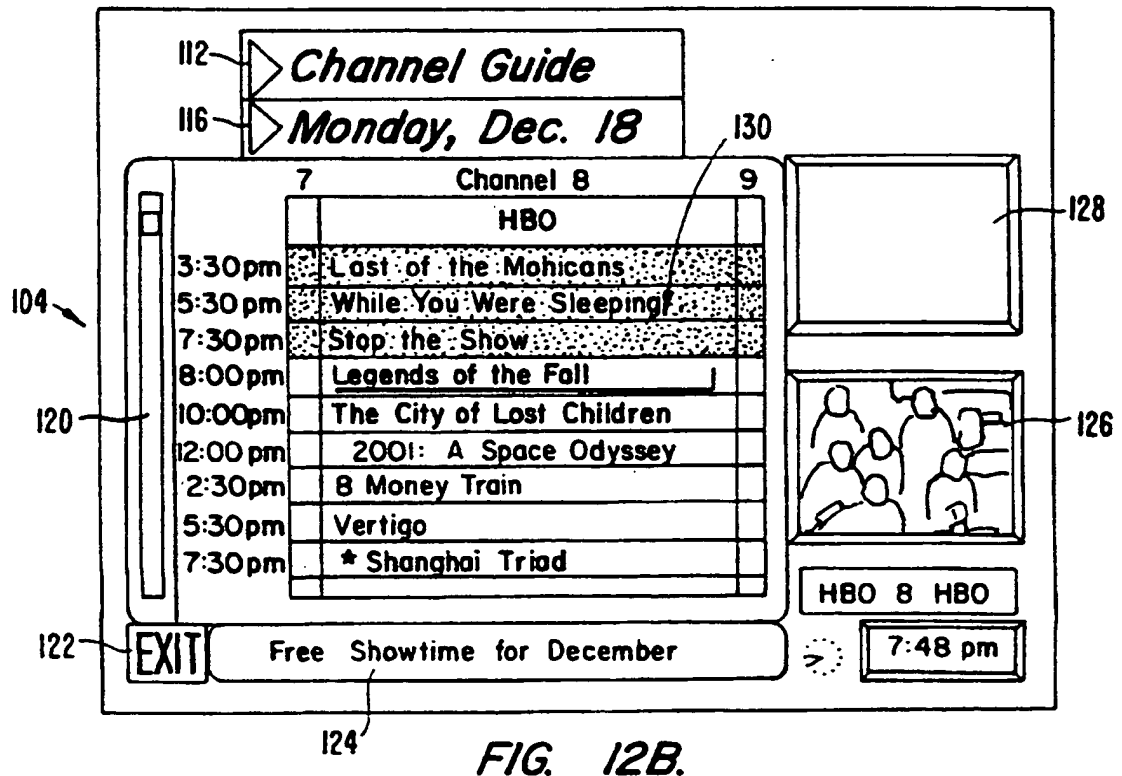 112 Channel Guide
116 Monday, Dec. 18
130
7 Channel 8 9
HBO
128
3:30pm Last of the Mohicans
104
5:30pm While You Were Sleeping
7:30pm Stop the Show
8:00pm Legends of the Fall
120
10:00pm The City of Lost Children
126
12:00 pm 2001: A Space Odyssey
2:30pm 8 Money Train
5:30pm Vertigo
7:30pm * Shanghai Triad
HBO 8 HBO
122 EXIT Free Showtime for December 7:48 pm
124
FIG. 12B.